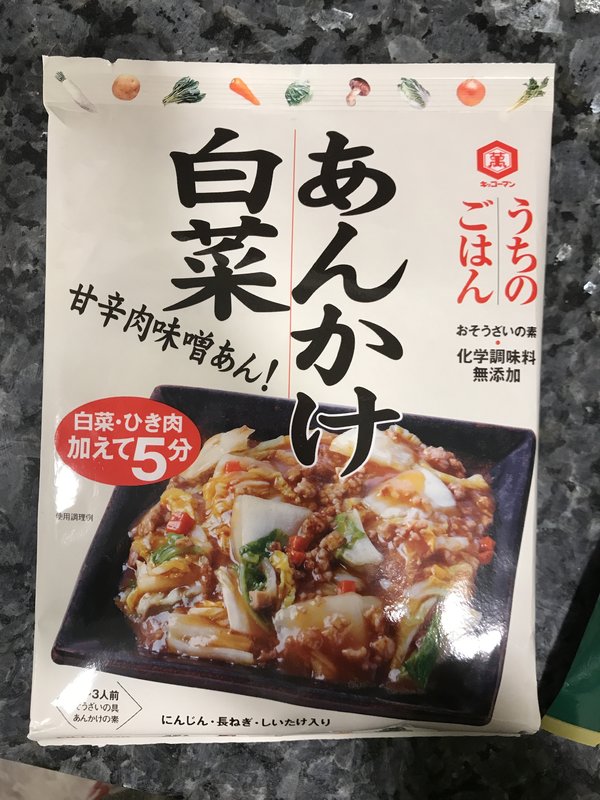 キッコーマン
うちの
ごはん
おそうざいの素
化学調味料
無添加
あんかけ
白菜
甘辛肉味噌あん!
白菜・ひき肉
加えて5分
使用調理例
3人前
うざいの具
あんかけの素
にんじん・長ねぎ・しいたけ入り